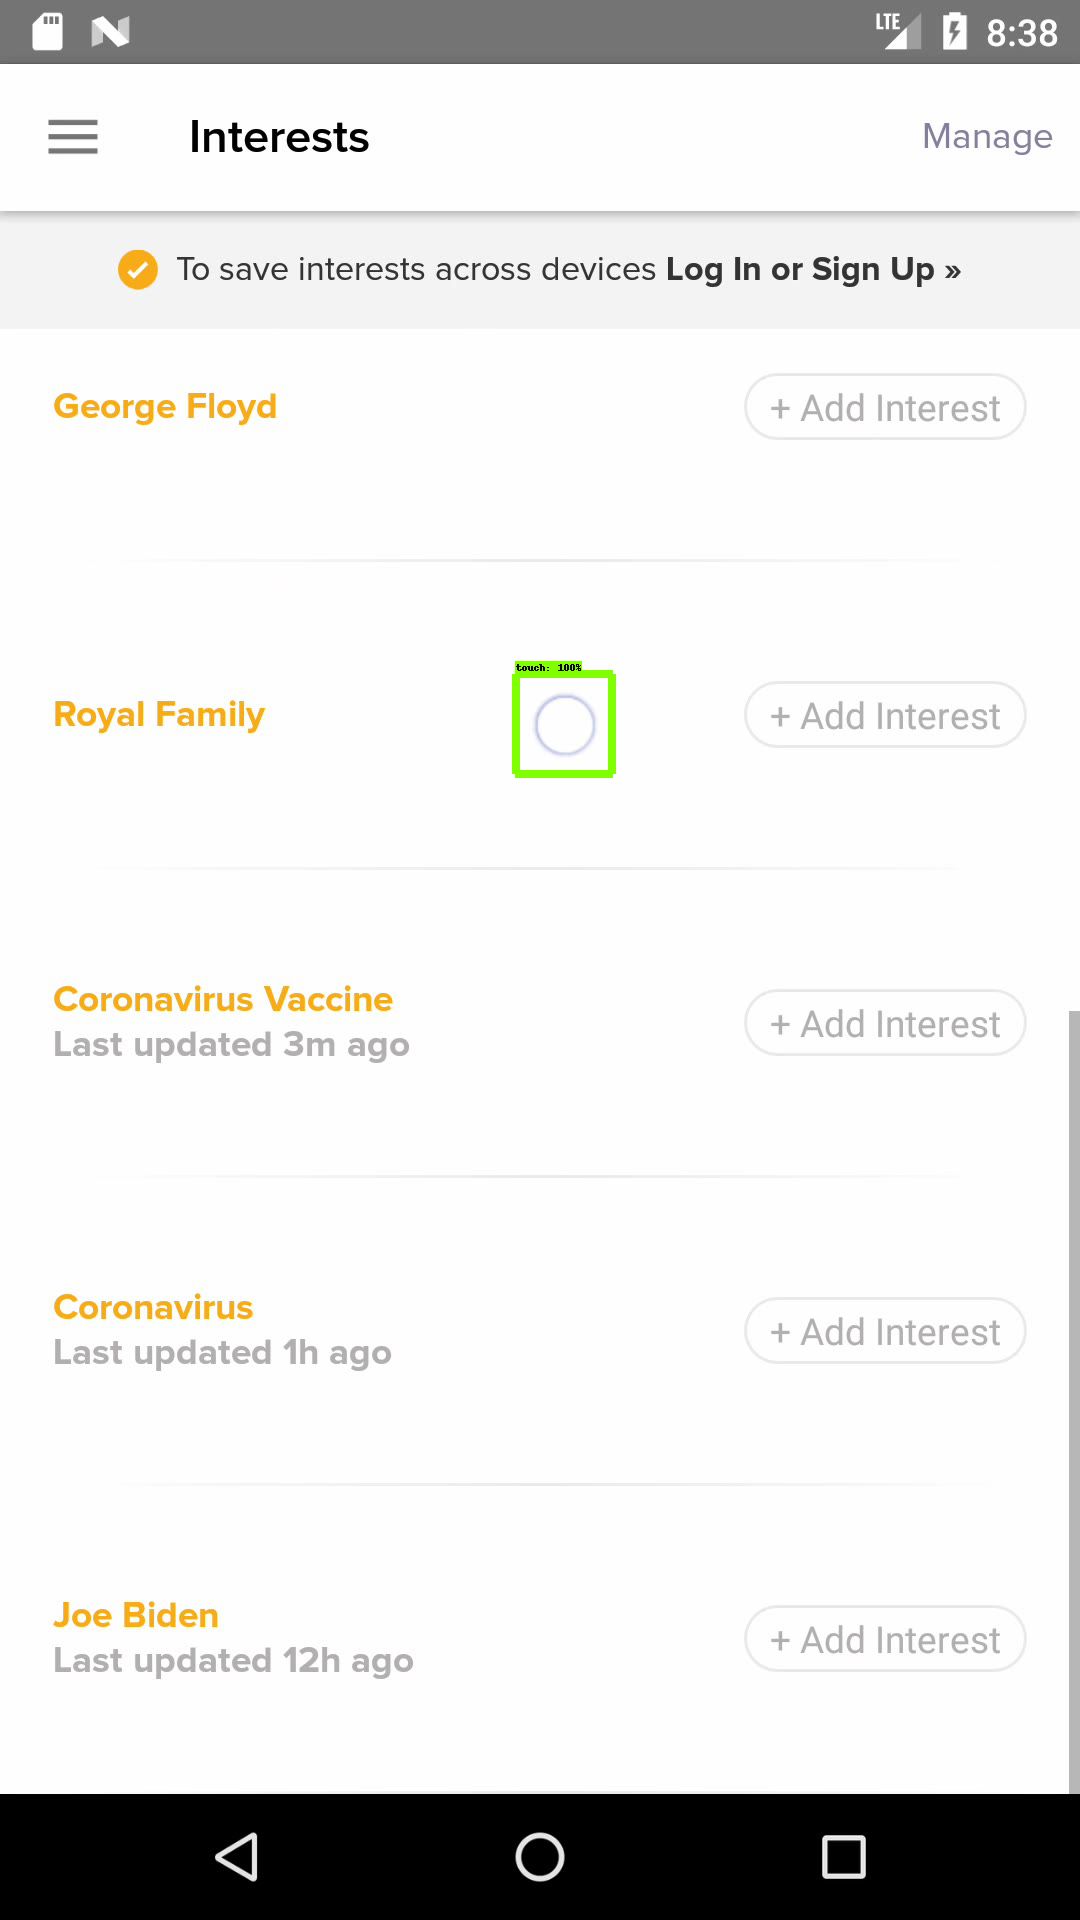 LTE 8:38
Interests Manage
To save interests across devices Log In or Sign Up »
George Floyd + Add Interest
touch: 100%
Royal Family + Add Interest
Coronavirus Vaccine
Last updated 3m ago
+ Add Interest
Coronavirus
Last updated 1h ago
+ Add Interest
Joe Biden
Last updated 12h ago
+ Add Interest